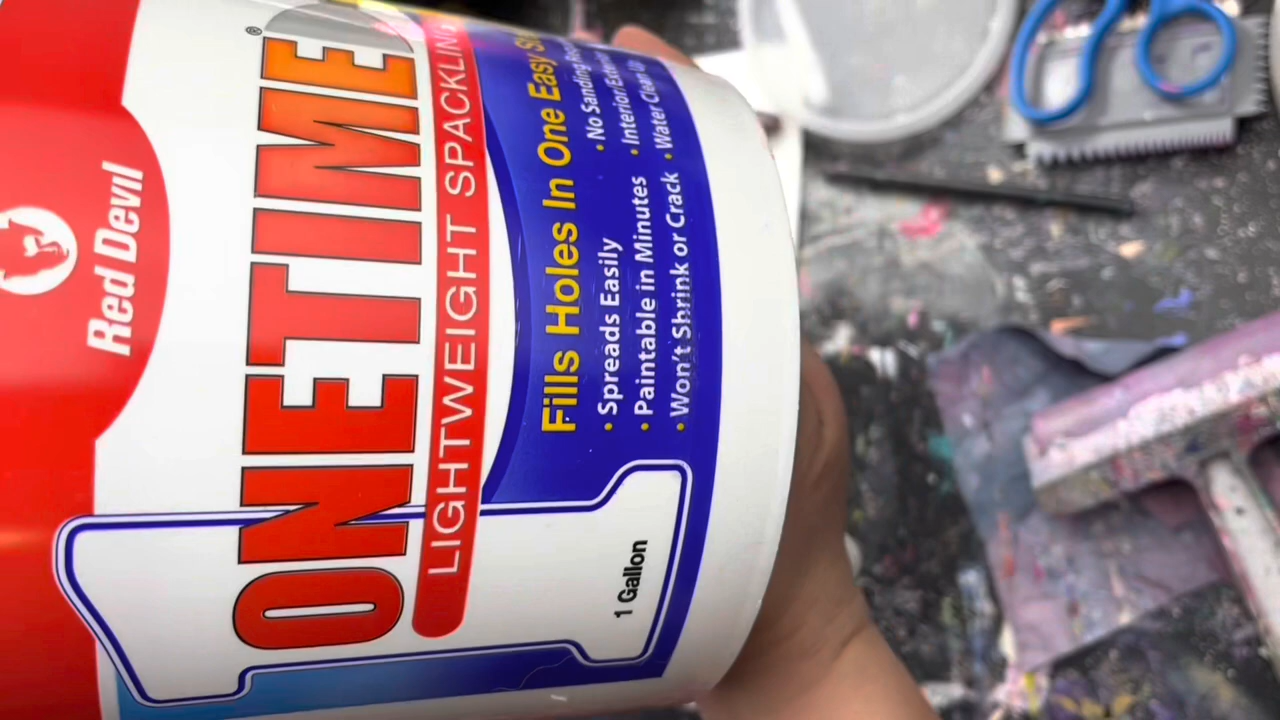 Red Devil
ONETIME®
LIGHTWEIGHT SPACKLING
Fills Holes In One Easy
• Spreads Easily
• No Sanding
• Paintable in Minutes
• Interior/Exterior
• Won't Shrink or Crack
• Water Clean Up
1 Gallon